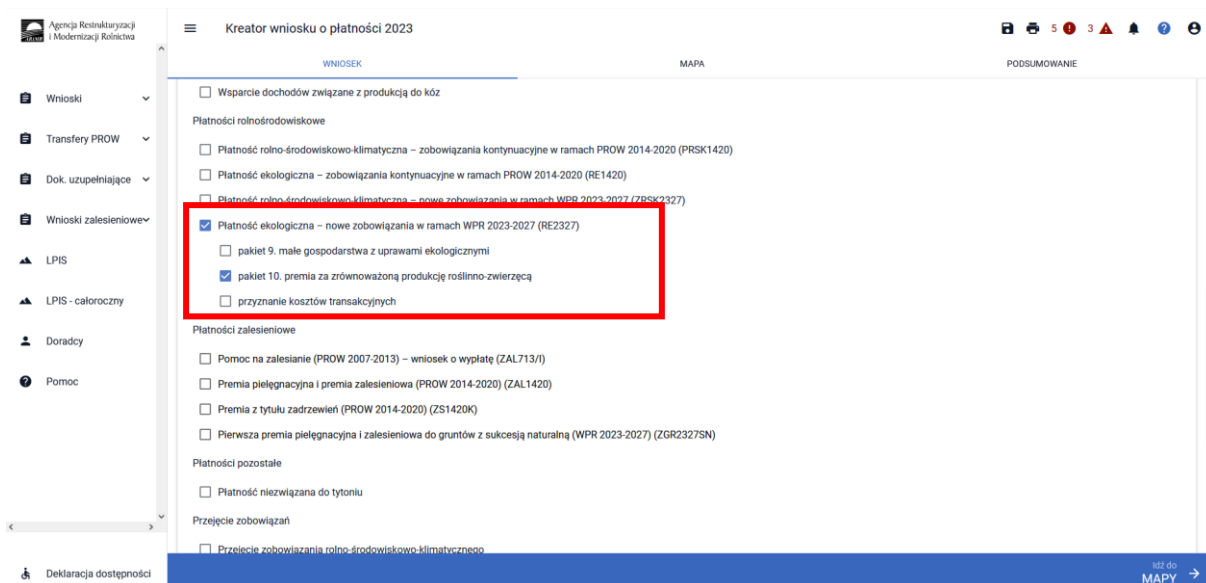 Agencja Restrukturyzacji
i Modernizacji Rolnictwa
Kreator wniosku o płatności 2023
5
3
WNIOSEK
MAPA
PODSUMOWANIE
Wnioski
Transfery PROW
Dok. uzupełniające
Wnioski zalesieniowe
LPIS
LPIS - całoroczny
Doradcy
Pomoc
Deklaracja dostępności
Wsparcie dochodów związane z produkcją do kóz
Płatności rolnośrodowiskowe
Płatność rolno-środowiskowo-klimatyczna – zobowiązania kontynuacyjne w ramach PROW 2014-2020 (PRSK1420)
Płatność ekologiczna – zobowiązania kontynuacyjne w ramach PROW 2014-2020 (RE1420)
Płatność rolno-środowiskowo-klimatyczna – nowe zobowiązania w ramach WPR 2023-2027 (ZRSK2327)
Płatność ekologiczna – nowe zobowiązania w ramach WPR 2023-2027 (RE2327)
pakiet 9. małe gospodarstwa z uprawami ekologicznymi
pakiet 10. premia za zrównoważoną produkcję roślinno-zwierzęcą
przyznanie kosztów transakcyjnych
Płatności zalesieniowe
Pomoc na zalesianie (PROW 2007-2013) – wniosek o wypłatę (ZAL713/I)
Premia pielęgnacyjna i premia zalesieniowa (PROW 2014-2020) (ZAL1420)
Premia z tytułu zadrzewień (PROW 2014-2020) (ZS1420K)
Pierwsza premia pielęgnacyjna i zalesieniowa do gruntów z sukcesją naturalną (WPR 2023-2027) (ZGR2327SN)
Płatności pozostałe
Płatność niezwiązana do tytoniu
Przejęcie zobowiązań
Przejęcie zobowiązania rolno-środowiskowo-klimatycznego
Idź do
MAPY